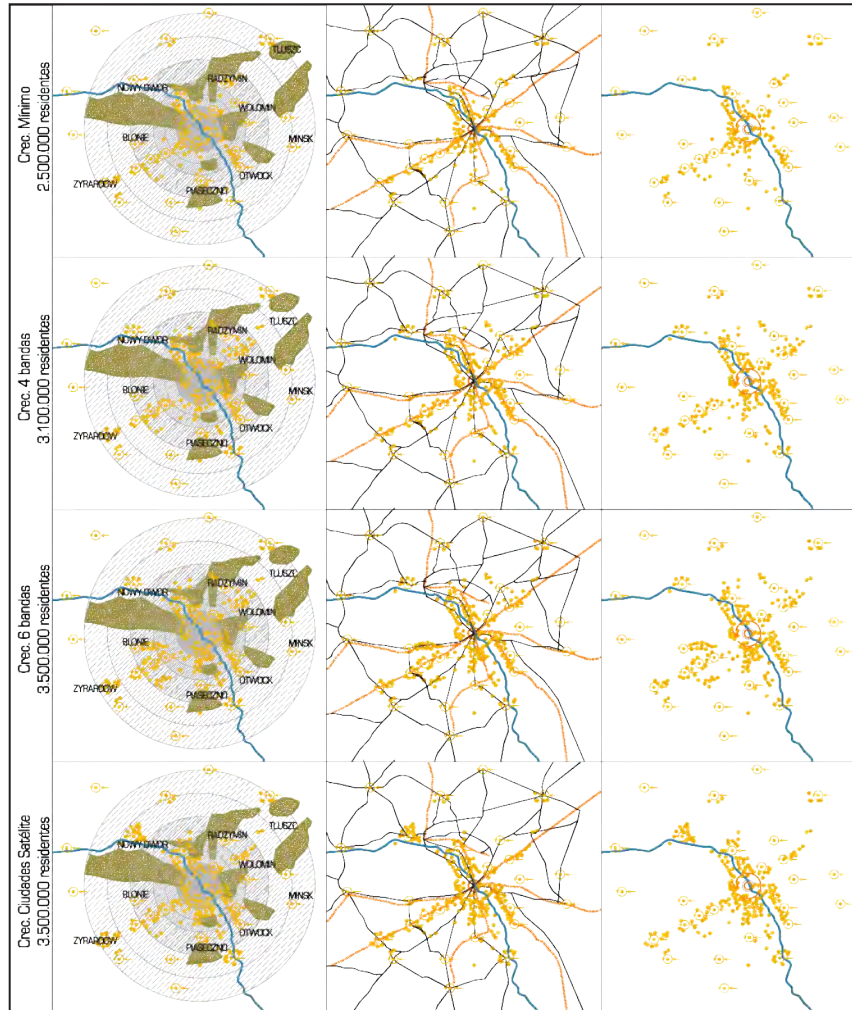 Crec. Mínimo
2.500.000 residentes
TLUSZC
RADZYMIN
NOWY DWOR
WOLOMIN
BLONIE
MINSK
OTWOCK
ZYRARDOW
PIASECZNO
Crec. 4 bandas
3.100.000 residentes
TLUSZC
RADZYMIN
NOWY DWOR
WOLOMIN
BLONIE
MINSK
OTWOCK
ZYRARDOW
PIASECZNO
Crec. 6 bandas
3.500.000 residentes
TLUSZC
RADZYMIN
NOWY DWOR
WOLOMIN
BLONIE
MINSK
OTWOCK
ZYRARDOW
PIASECZNO
Crec. Ciudades Satélite
3.500.000 residentes
TLUSZC
RADZYMIN
NOWY DWOR
WOLOMIN
BLONIE
MINSK
OTWOCK
ZYRARDOW
PIASECZNO